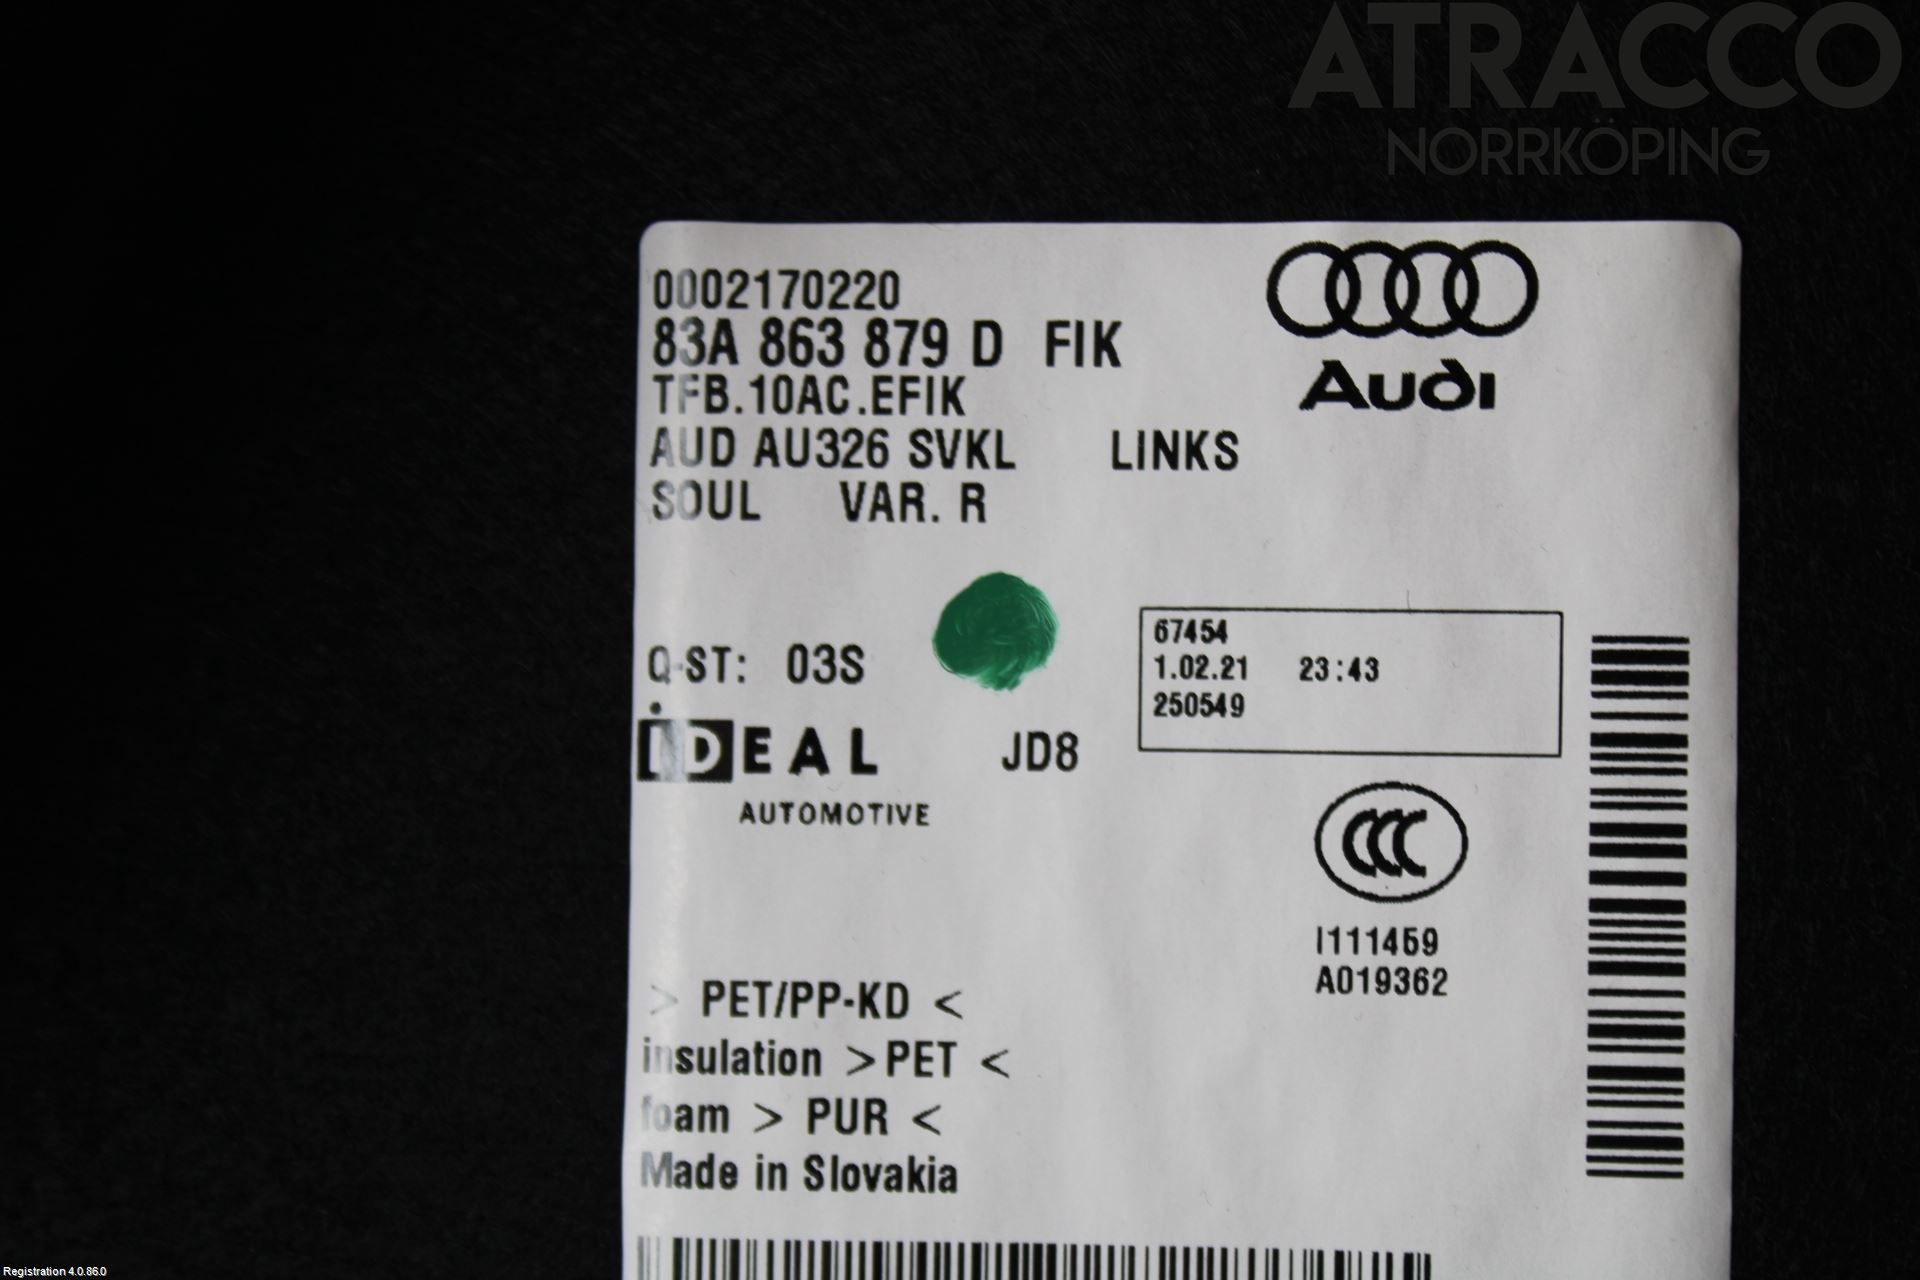 ATRACCO
NORRKÖPING
0002170220
83A 863 879 D FIK
TFB.10AC.EFIK
AUD AU326 SVKL LINKS
SOUL VAR. R
Audi
Q-ST: 03S
67454
1.02.21 23:43
250549
iDEAL
AUTOMOTIVE
JD8
CCC
I111459
A019362
> PET/PP-KD <
insulation >PET <
foam > PUR <
Made in Slovakia
Registration 4.0.86.0